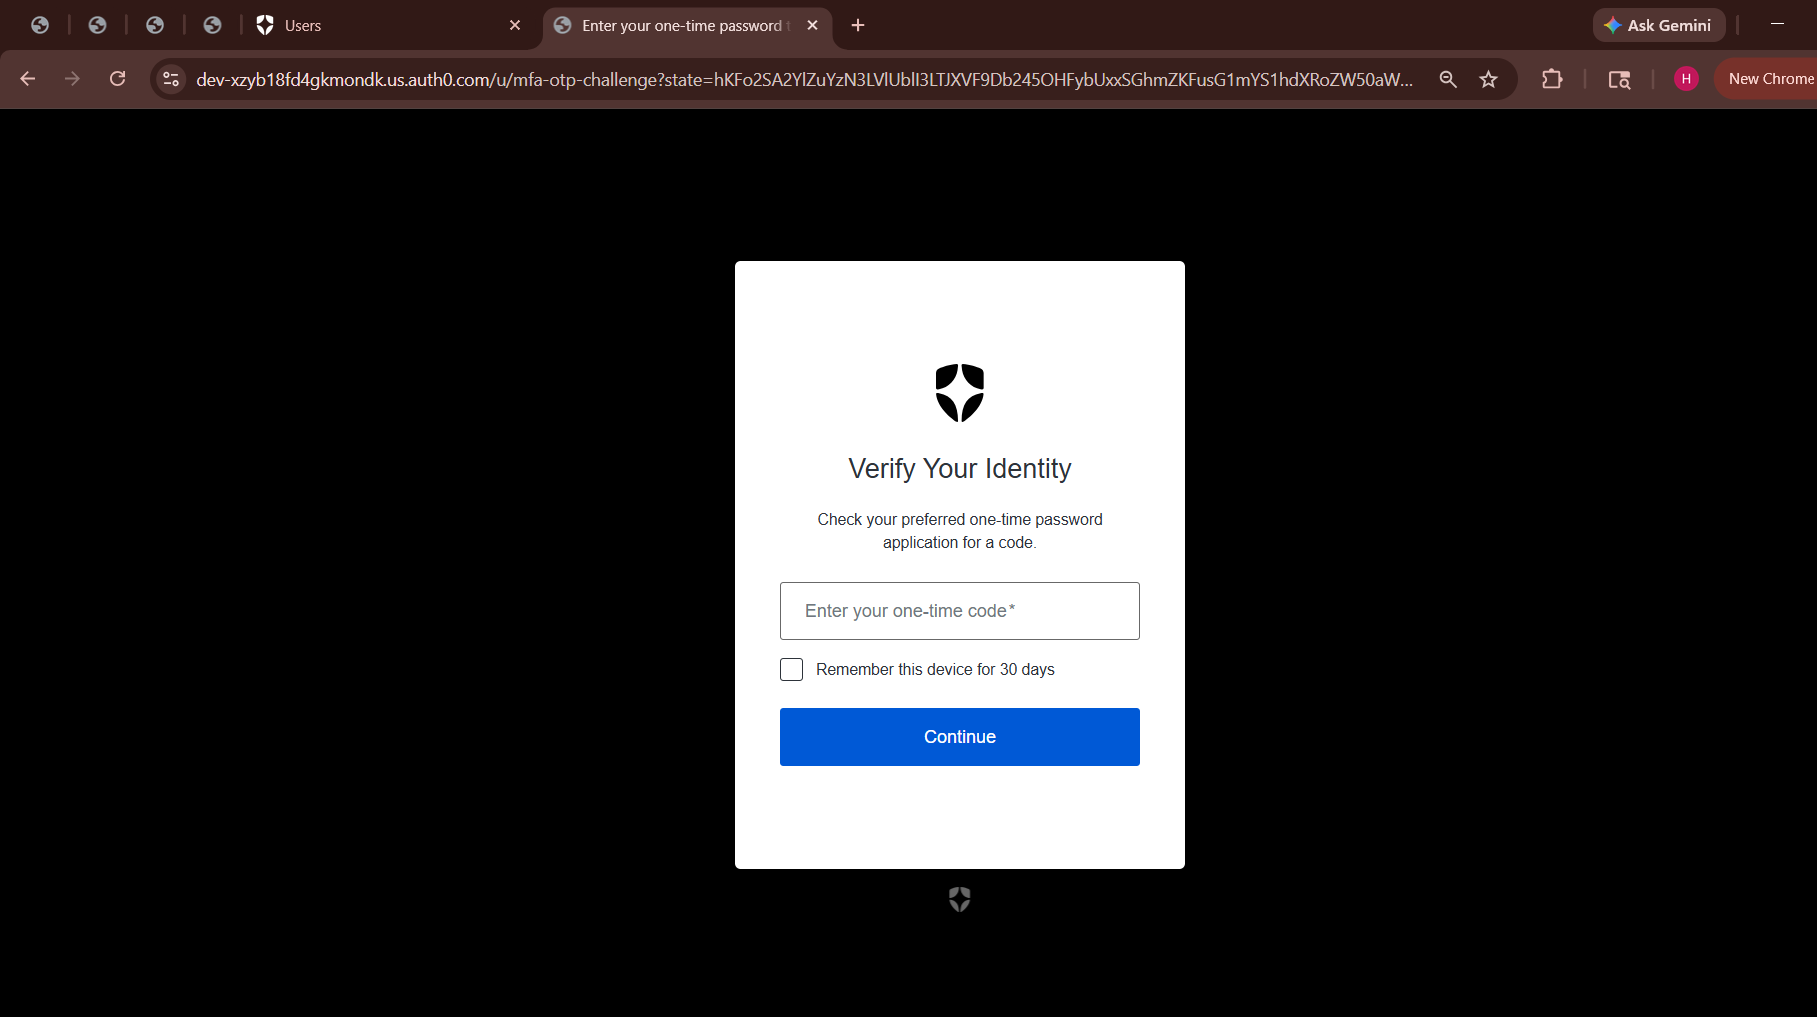 Users
Enter your one-time password
Ask Gemini
dev-xzyb18fd4gkmondk.us.auth0.com/u/mfa-otp-challenge?state=hKFo2SA2YlZuYzN3LVlUblI3LTJXVF9Db245OHFybUxxSGhmZKFusG1mYS1hdXRoZW50aW...
H
New Chrome
Verify Your Identity
Check your preferred one-time password
application for a code.
Enter your one-time code*
Remember this device for 30 days
Continue